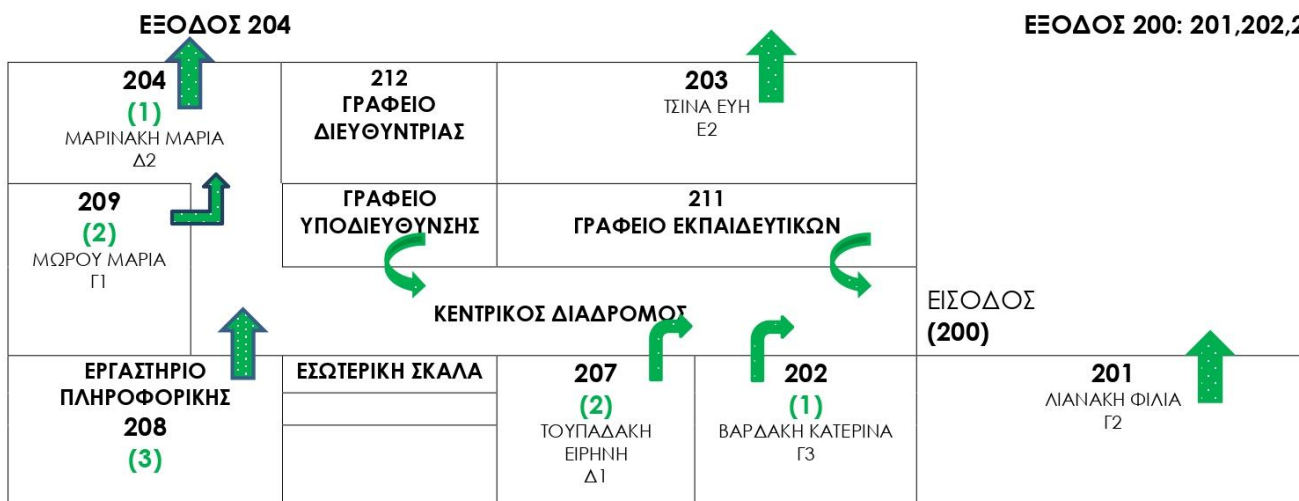 ΕΞΟΔΟΣ 204
ΕΞΟΔΟΣ 200: 201,202,2
204
(1)
ΜΑΡΙΝΑΚΗ ΜΑΡΙΑ
Δ2
212
ΓΡΑΦΕΙΟ
ΔΙΕΥΘΥΝΤΡΙΑΣ
203
ΤΣΙΝΑ ΕΥΗ
Ε2
209
(2)
ΜΩΡΟΥ ΜΑΡΙΑ
Γ1
ΓΡΑΦΕΙΟ
ΥΠΟΔΙΕΥΘΥΝΣΗΣ
211
ΓΡΑΦΕΙΟ ΕΚΠΑΙΔΕΥΤΙΚΩΝ
ΚΕΝΤΡΙΚΟΣ ΔΙΑΔΡΟΜΟΣ
ΕΙΣΟΔΟΣ
(200)
ΕΡΓΑΣΤΗΡΙΟ
ΠΛΗΡΟΦΟΡΙΚΗΣ
208
(3)
ΕΣΩΤΕΡΙΚΗ ΣΚΑΛΑ
207
(2)
ΤΟΥΠΑΔΑΚΗ
ΕΙΡΗΝΗ
Δ1
202
(1)
ΒΑΡΔΑΚΗ ΚΑΤΕΡΙΝΑ
Γ3
201
ΛΙΑΝΑΚΗ ΦΙΛΙΑ
Γ2